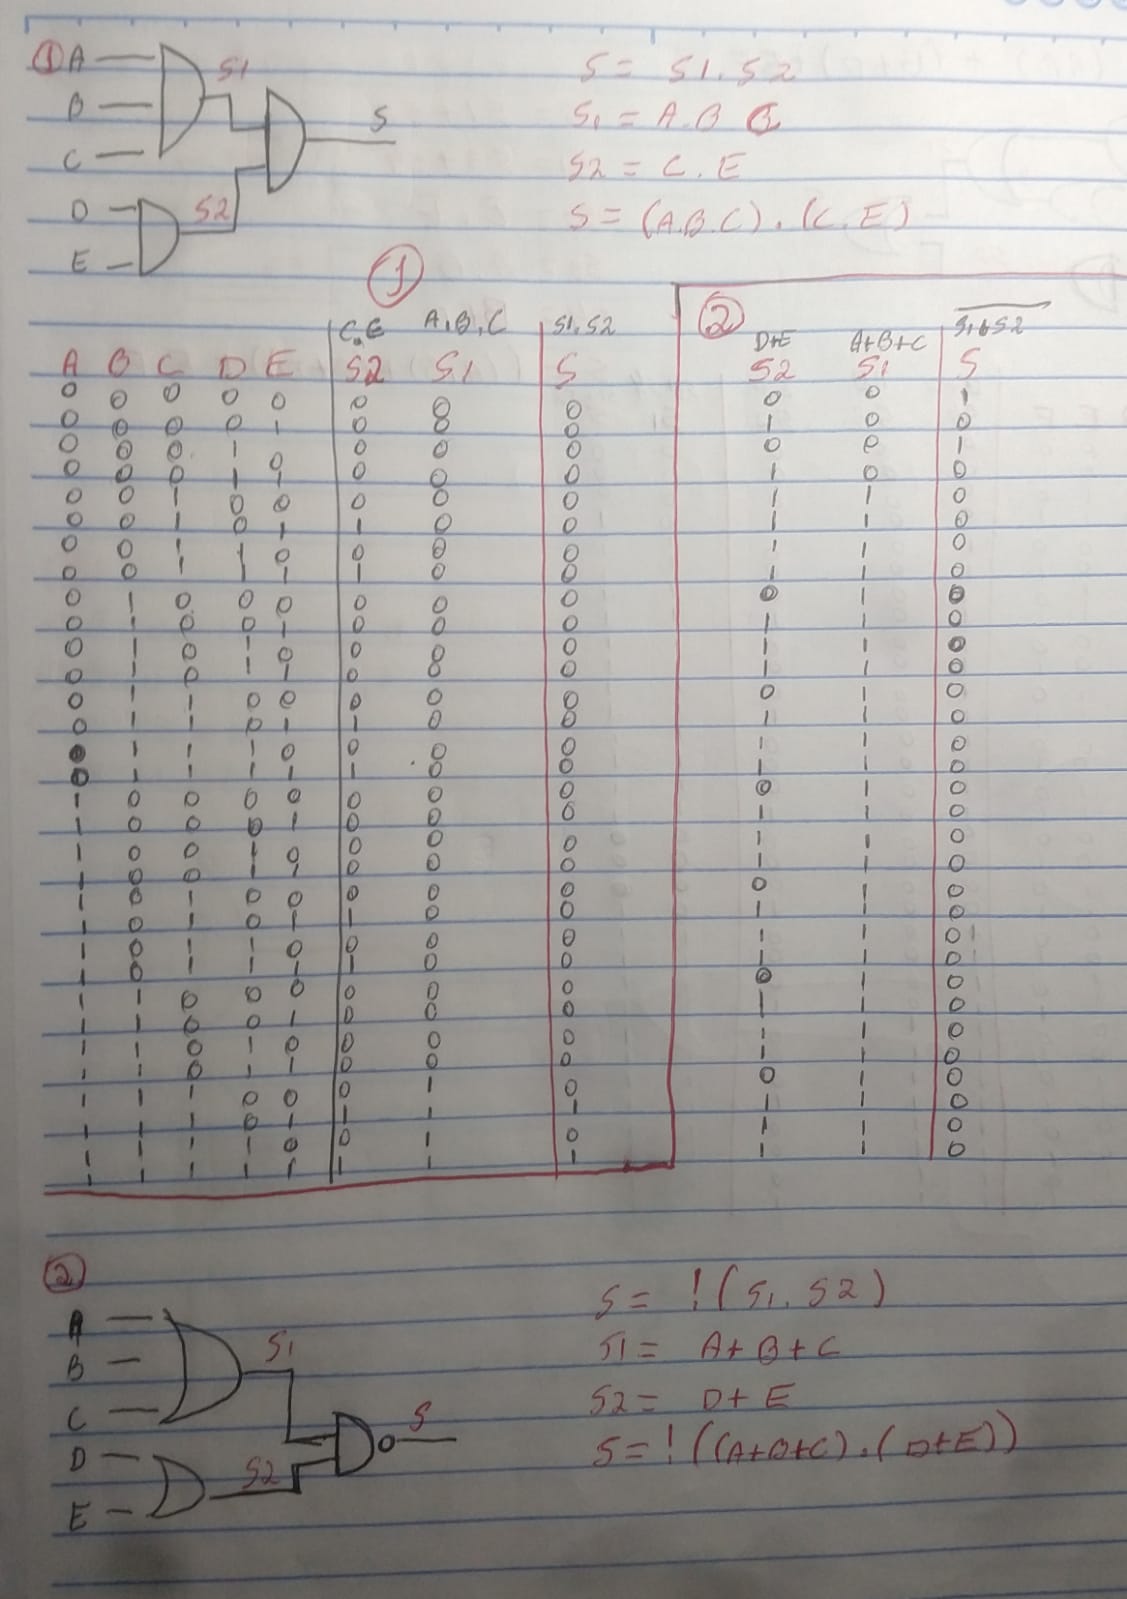 ① A S1 S = S1 . S2
B S S1 = A.B C
C S2 = C . E
D S2 S = (A.B.C) . (C.E)
E
①
C.E A,B,C S1.S2 ② D+E A+B+C S1+S2
A B C D E S2 S1 S S2 S1 S
0 0 0 0 0 0 0 0 0 0 1
0 0 0 0 1 0 0 0 1 0 0
0 0 0 1 0 0 0 0 0 0 1
0 0 0 1 1 0 0 0 1 0 0
0 0 1 0 0 0 0 0 1 1 0
0 0 1 0 1 1 0 0 1 1 0
0 0 1 1 0 0 0 0 1 1 0
0 0 1 1 1 1 0 0 1 1 0
0 1 0 0 0 0 0 0 0 1 0
0 1 0 0 1 0 0 0 1 1 0
0 1 0 1 0 0 0 0 1 1 0
0 1 0 1 1 0 0 0 1 1 0
0 1 1 0 0 0 0 0 0 1 0
0 1 1 0 1 1 0 0 1 1 0
0 1 1 1 0 0 0 0 1 1 0
0 1 1 1 1 1 0 0 1 1 0
1 0 0 0 0 0 0 0 0 1 0
1 0 0 0 1 0 0 0 1 1 0
1 0 0 1 0 0 0 0 1 1 0
1 0 0 1 1 0 0 0 1 1 0
1 0 1 0 0 0 0 0 0 1 0
1 0 1 0 1 1 0 0 1 1 0
1 0 1 1 0 0 0 0 1 1 0
1 0 1 1 1 1 0 0 1 1 0
1 1 0 0 0 0 0 0 0 1 0
1 1 0 0 1 0 0 0 1 1 0
1 1 0 1 0 0 0 0 1 1 0
1 1 0 1 1 0 0 0 1 1 0
1 1 1 0 0 0 1 0 0 1 0
1 1 1 0 1 1 1 1 1 1 0
1 1 1 1 0 0 1 0 1 1 0
1 1 1 1 1 1 1 1 1 1 0
②
A S = !(S1. S2)
B S1 S1 = A+B+C
C S S2 = D+E
D S2 S = !((A+B+C).(D+E))
E